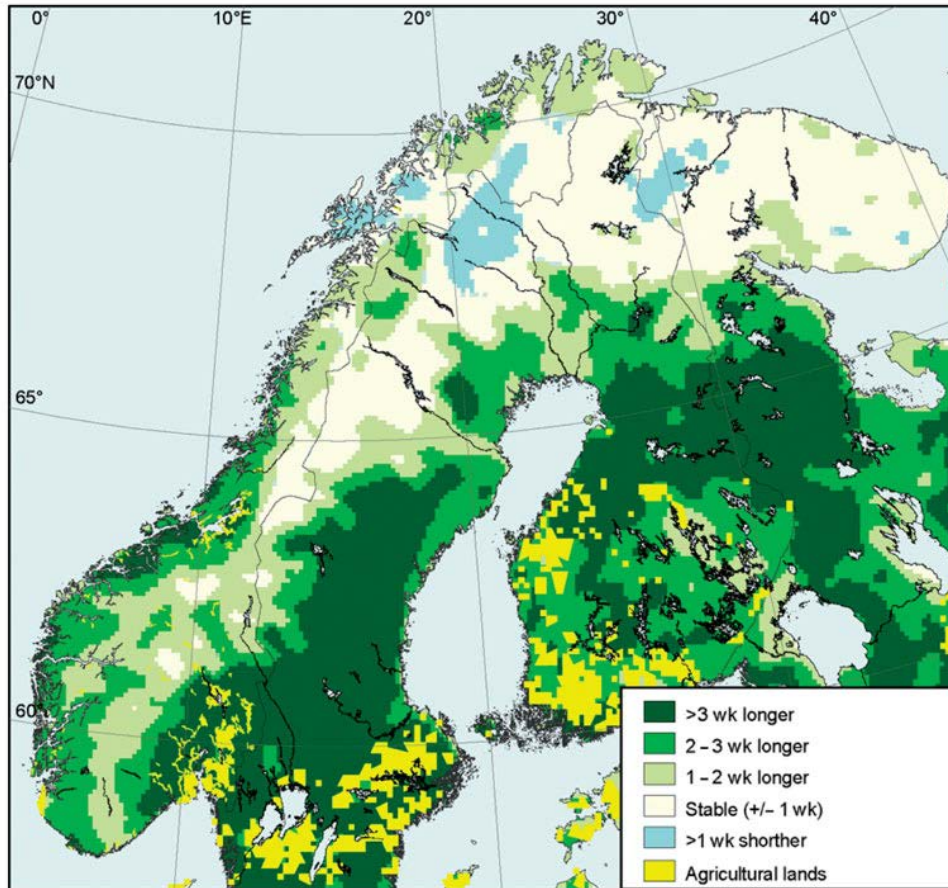 0°
10°E
20°
30°
40°
70°N
65°
60°
>3 wk longer
2–3 wk longer
1–2 wk longer
Stable (+/– 1 wk)
>1 wk shorther
Agricultural lands